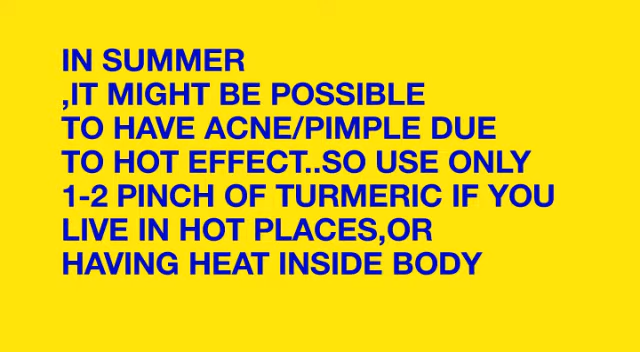 IN SUMMER
,IT MIGHT BE POSSIBLE
TO HAVE ACNE/PIMPLE DUE
TO HOT EFFECT..SO USE ONLY
1-2 PINCH OF TURMERIC IF YOU
LIVE IN HOT PLACES,OR
HAVING HEAT INSIDE BODY